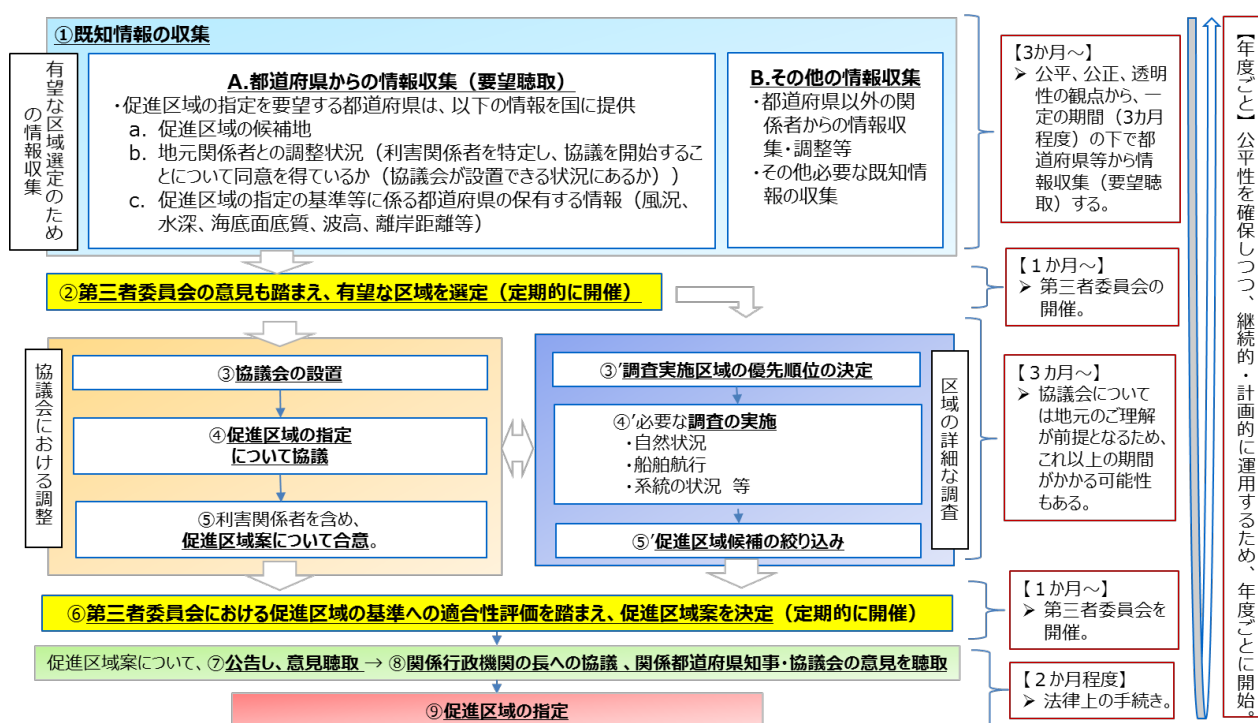 ①既知情報の収集
有望な区域選定のため
の情報収集
A.都道府県からの情報収集（要望聴取）
・促進区域の指定を要望する都道府県は、以下の情報を国に提供
a. 促進区域の候補地
b. 地元関係者との調整状況（利害関係者を特定し、協議を開始するこ
とについて同意を得ているか（協議会が設置できる状況にあるか））
c. 促進区域の指定の基準等に係る都道府県の保有する情報（風況、
水深、海底面底質、波高、離岸距離等）
B.その他の情報収集
・都道府県以外の関
係者からの情報収
集・調整等
・その他必要な既知情
報の収集
【3か月～】
➢ 公平、公正、透明
性の観点から、一
定の期間（3カ月
程度）の下で都
道府県等から情
報収集（要望聴
取）する。
②第三者委員会の意見も踏まえ、有望な区域を選定（定期的に開催）
【１か月～】
➢ 第三者委員会の
開催。
協議会における調整
③協議会の設置
④促進区域の指定
について協議
⑤利害関係者を含め、
促進区域案について合意。
③’調査実施区域の優先順位の決定
④’必要な調査の実施
・自然状況
・船舶航行
・系統の状況 等
⑤’促進区域候補の絞り込み
区域の詳細な調査
【３カ月～】
➢ 協議会について
は地元のご理解
が前提となるため、
これ以上の期間
がかかる可能性
もある。
⑥第三者委員会における促進区域の基準への適合性評価を踏まえ、促進区域案を決定（定期的に開催）
【１か月～】
➢ 第三者委員会を
開催。
促進区域案について、⑦公告し、意見聴取 → ⑧関係行政機関の長への協議 、関係都道府県知事・協議会の意見を聴取
⑨促進区域の指定
【２か月程度】
➢ 法律上の手続き。
【年度ごと】公平性を確保しつつ、継続的・計画的に運用するため、年度ごとに開始。